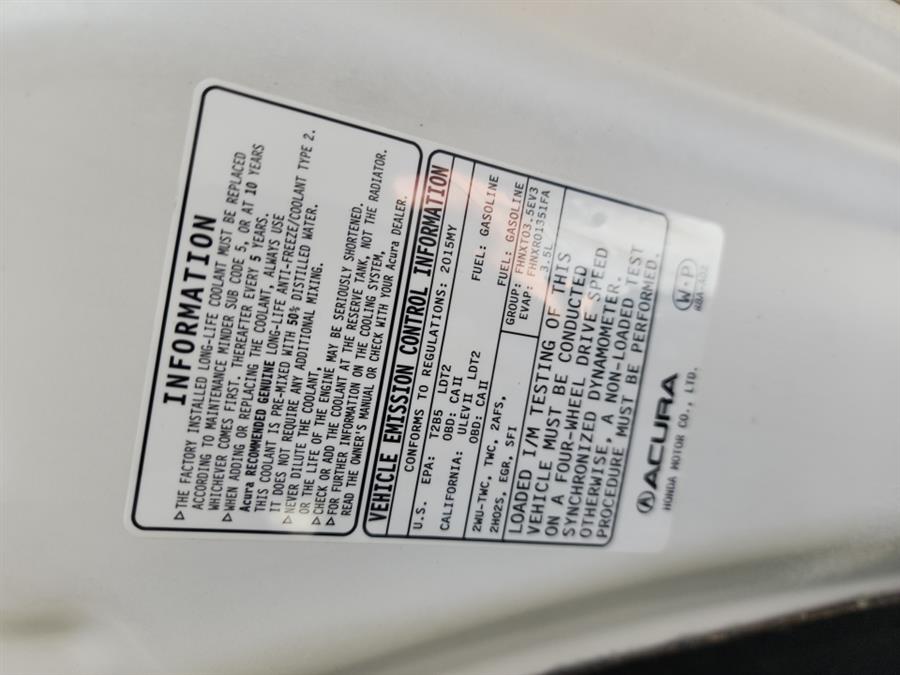 INFORMATION
▷THE FACTORY INSTALLED LONG-LIFE COOLANT MUST BE REPLACED
ACCORDING TO MAINTENANCE MINDER SUB CODE 5, OR AT 10 YEARS
WHICHEVER COMES FIRST, THEREAFTER EVERY 5 YEARS.
▷WHEN ADDING OR REPLACING THE COOLANT, ALWAYS USE
Acura RECOMMENDED GENUINE LONG-LIFE ANTI-FREEZE/COOLANT TYPE 2.
THIS COOLANT IS PRE-MIXED WITH 50% DISTILLED WATER.
IT DOES NOT REQUIRE ANY ADDITIONAL MIXING.
▷NEVER DILUTE THE COOLANT,
OR THE LIFE OF THE ENGINE MAY BE SERIOUSLY SHORTENED.
▷CHECK OR ADD THE COOLANT AT THE RESERVE TANK, NOT THE RADIATOR.
▷FOR FURTHER INFORMATION ON THE COOLING SYSTEM,
READ THE OWNER'S MANUAL OR CHECK WITH YOUR Acura DEALER.
VEHICLE EMISSION CONTROL INFORMATION
CONFORMS TO REGULATIONS: 2015MY
U.S. EPA: T2B5 LDT2 FUEL: GASOLINE
OBD: CAII
CALIFORNIA: ULEVII LDT2 FUEL: GASOLINE
OBD: CAII
2WU-TWC, TWC, 2AFS, GROUP: FHNXT03.5EV3
2HO2S, EGR, SFI EVAP: FHNXR01351FA
3.5L
LOADED I/M TESTING OF THIS
VEHICLE MUST BE CONDUCTED
ON A FOUR-WHEEL DRIVE SPEED
SYNCHRONIZED DYNAMOMETER.
OTHERWISE, A NON-LOADED TEST
PROCEDURE MUST BE PERFORMED.
ACURA
HONDA MOTOR CO., LTD.
W·P